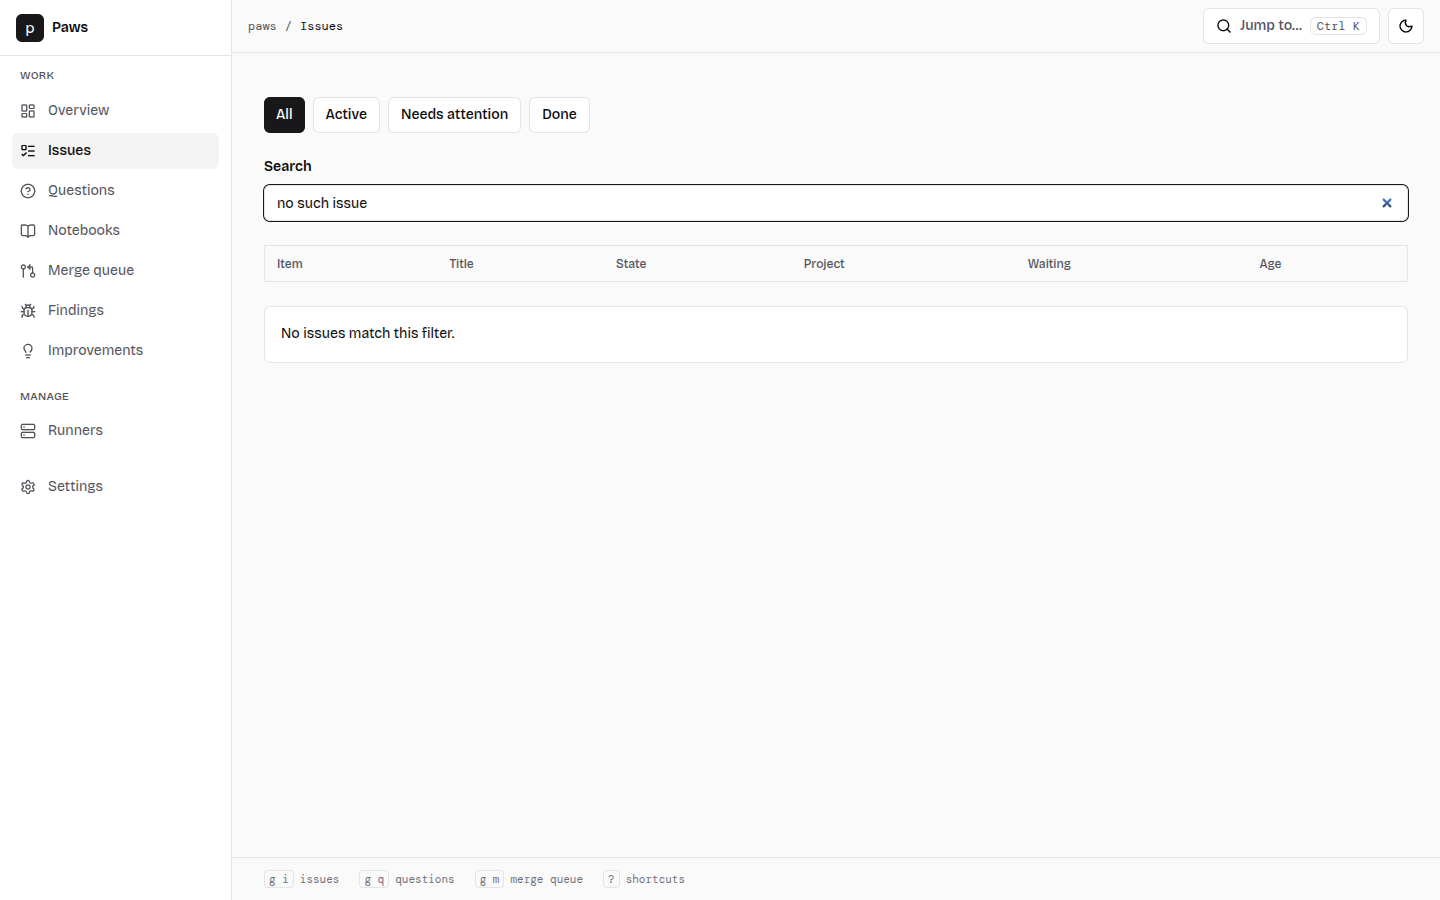 p Paws
paws / Issues
Jump to... Ctrl K
WORK
Overview
Issues
Questions
Notebooks
Merge queue
Findings
Improvements
MANAGE
Runners
Settings
All Active Needs attention Done
Search
no such issue
Item Title State Project Waiting Age
No issues match this filter.
g i issues g q questions g m merge queue ? shortcuts